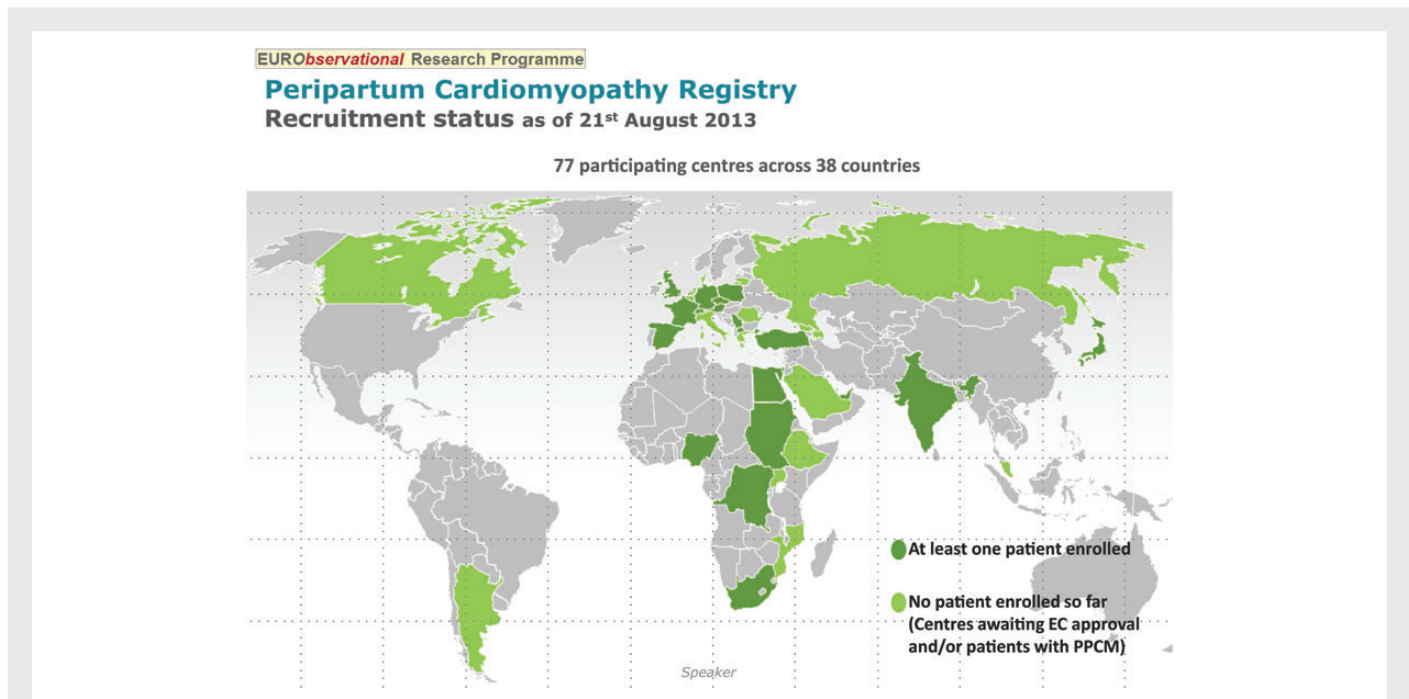 EURObservational Research Programme
Peripartum Cardiomyopathy Registry
Recruitment status as of 21st August 2013
77 participating centres across 38 countries
At least one patient enrolled
No patient enrolled so far
(Centres awaiting EC approval
and/or patients with PPCM)
Speaker